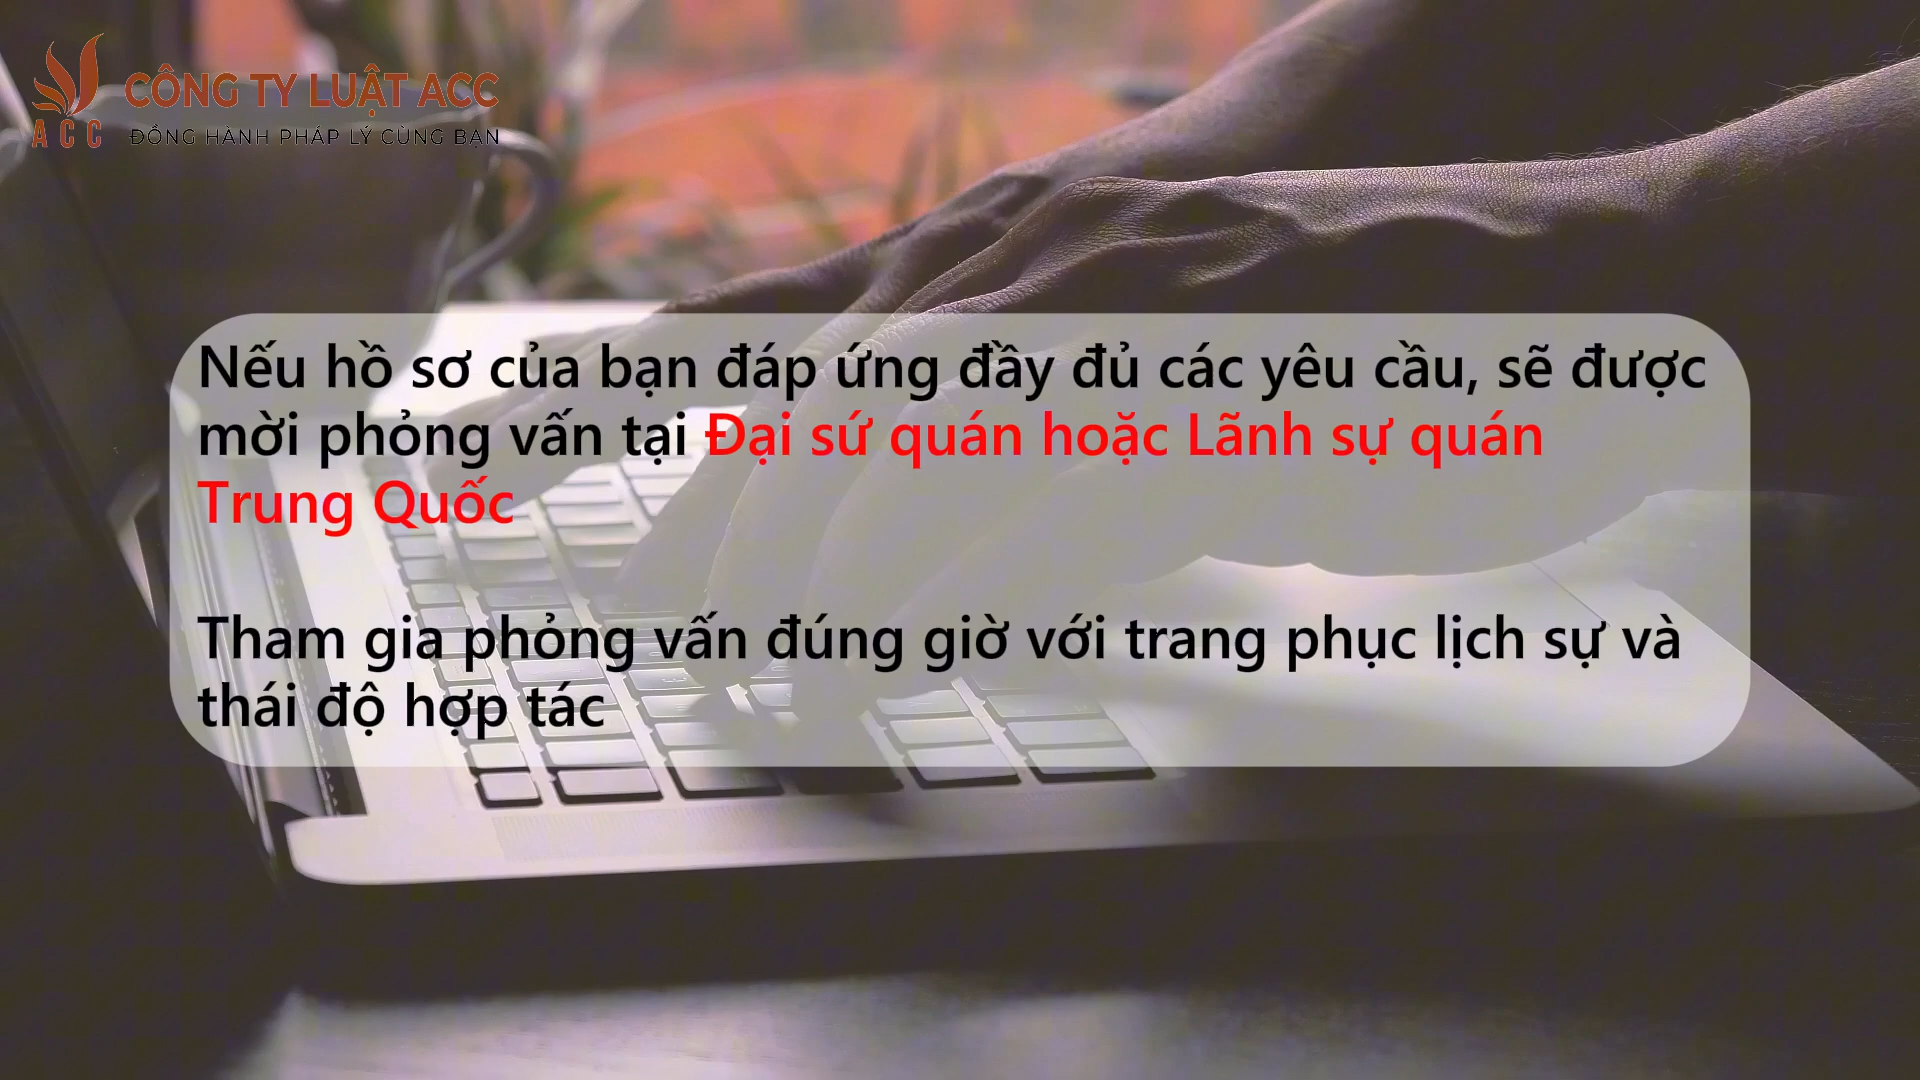 CÔNG TY LUẬT ACC
ACC
ĐỒNG HÀNH PHÁP LÝ CÙNG BẠN
Nếu hồ sơ của bạn đáp ứng đầy đủ các yêu cầu, sẽ được
mời phỏng vấn tại Đại sứ quán hoặc Lãnh sự quán
Trung Quốc
Tham gia phỏng vấn đúng giờ với trang phục lịch sự và
thái độ hợp tác